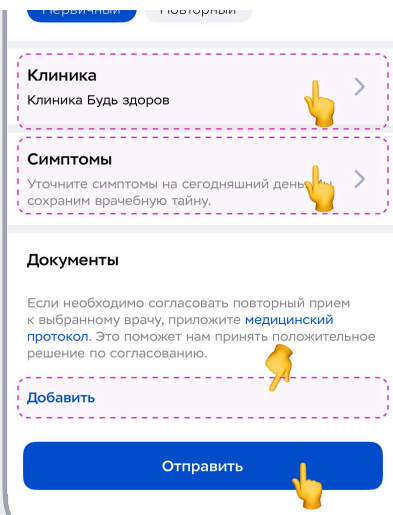 Первичный Повторный
Клиника
Клиника Будь здоров
Симптомы
Уточните симптомы на сегодняшний день.
сохраним врачебную тайну.
Документы
Если необходимо согласовать повторный прием
к выбранному врачу, приложите медицинский
протокол. Это поможет нам принять положительное
решение по согласованию.
Добавить
Отправить